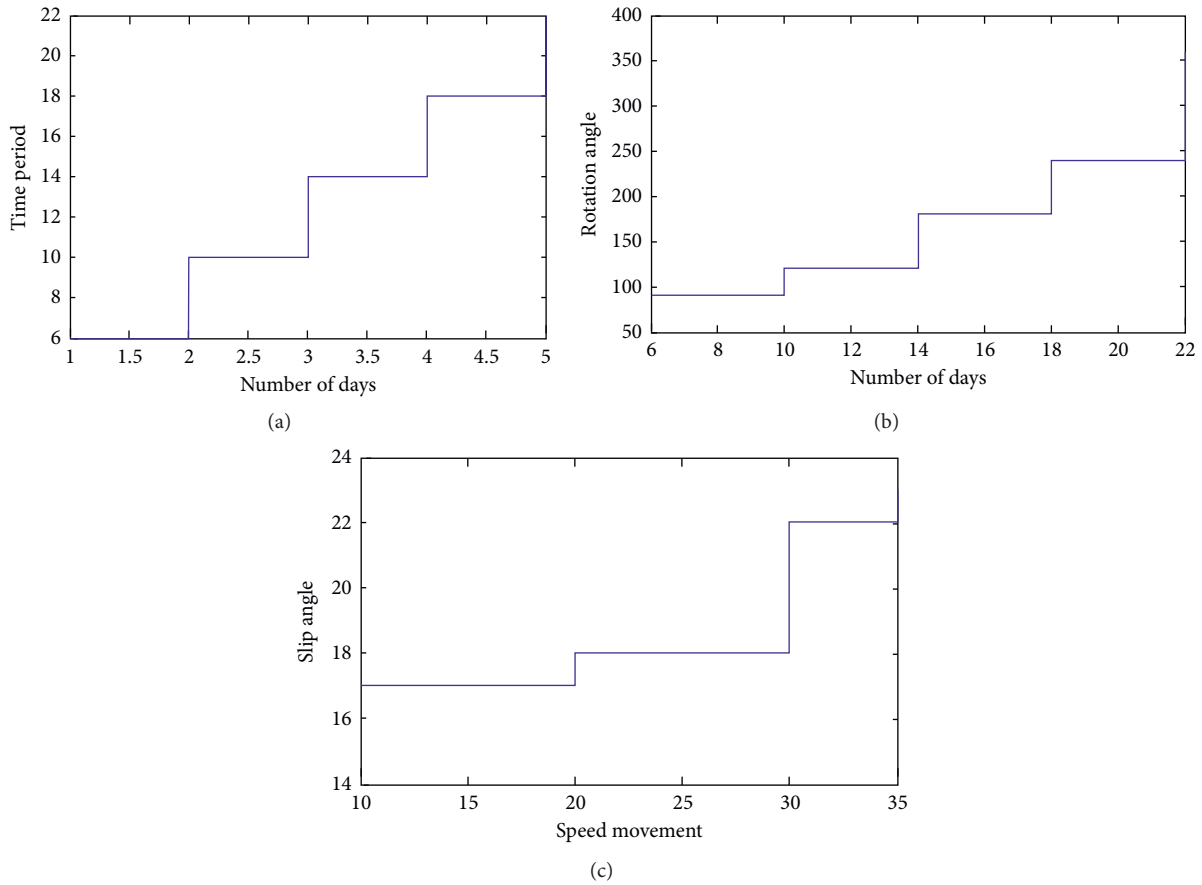 22
20
18
16
14
12
10
8
6
Time period
1 1.5 2 2.5 3 3.5 4 4.5 5
Number of days
(a)
400
350
300
250
200
150
100
50
Rotation angle
6 8 10 12 14 16 18 20 22
Number of days
(b)
24
22
20
18
16
14
Slip angle
10 15 20 25 30 35
Speed movement
(c)